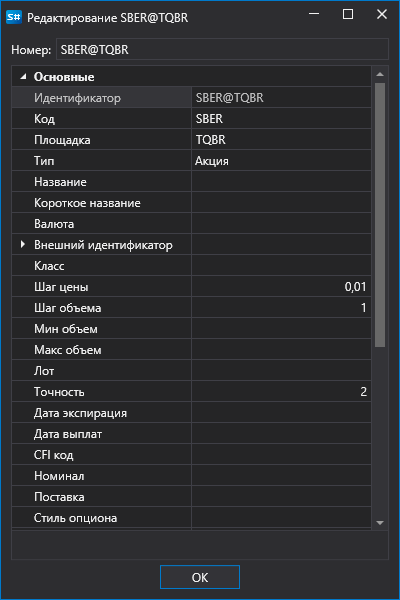 S# Редактирование SBER@TQBR
Номер: SBER@TQBR
Основные
Идентификатор SBER@TQBR
Код SBER
Площадка TQBR
Тип Акция
Название
Короткое название
Валюта
Внешний идентификатор
Класс
Шаг цены 0,01
Шаг объема 1
Мин объем
Макс объем
Лот
Точность 2
Дата экспирация
Дата выплат
CFI код
Номинал
Поставка
Стиль опциона
OK